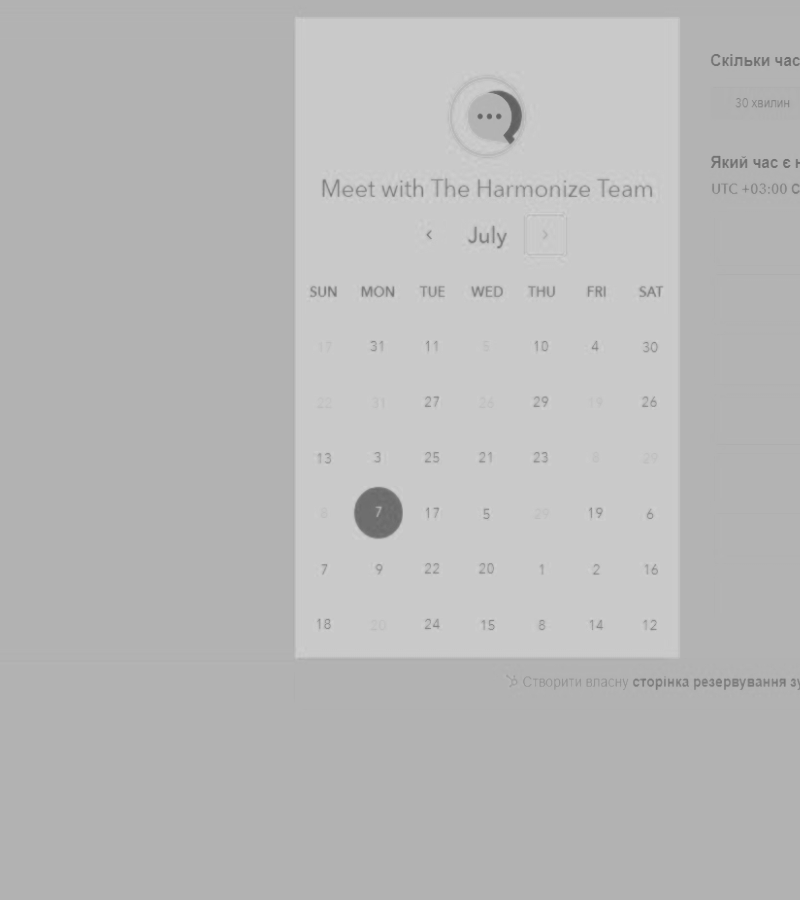 Скільки час
30 хвилин
Який час є н
UTC +03:00 С
Meet with The Harmonize Team
‹ July ›
SUN MON TUE WED THU FRI SAT
17 31 11 5 10 4 30
22 31 27 26 29 19 26
13 3 25 21 23 8 29
8 7 17 5 29 19 6
7 9 22 20 1 2 16
18 20 24 15 8 14 12
Створити власну сторінка резервування зу